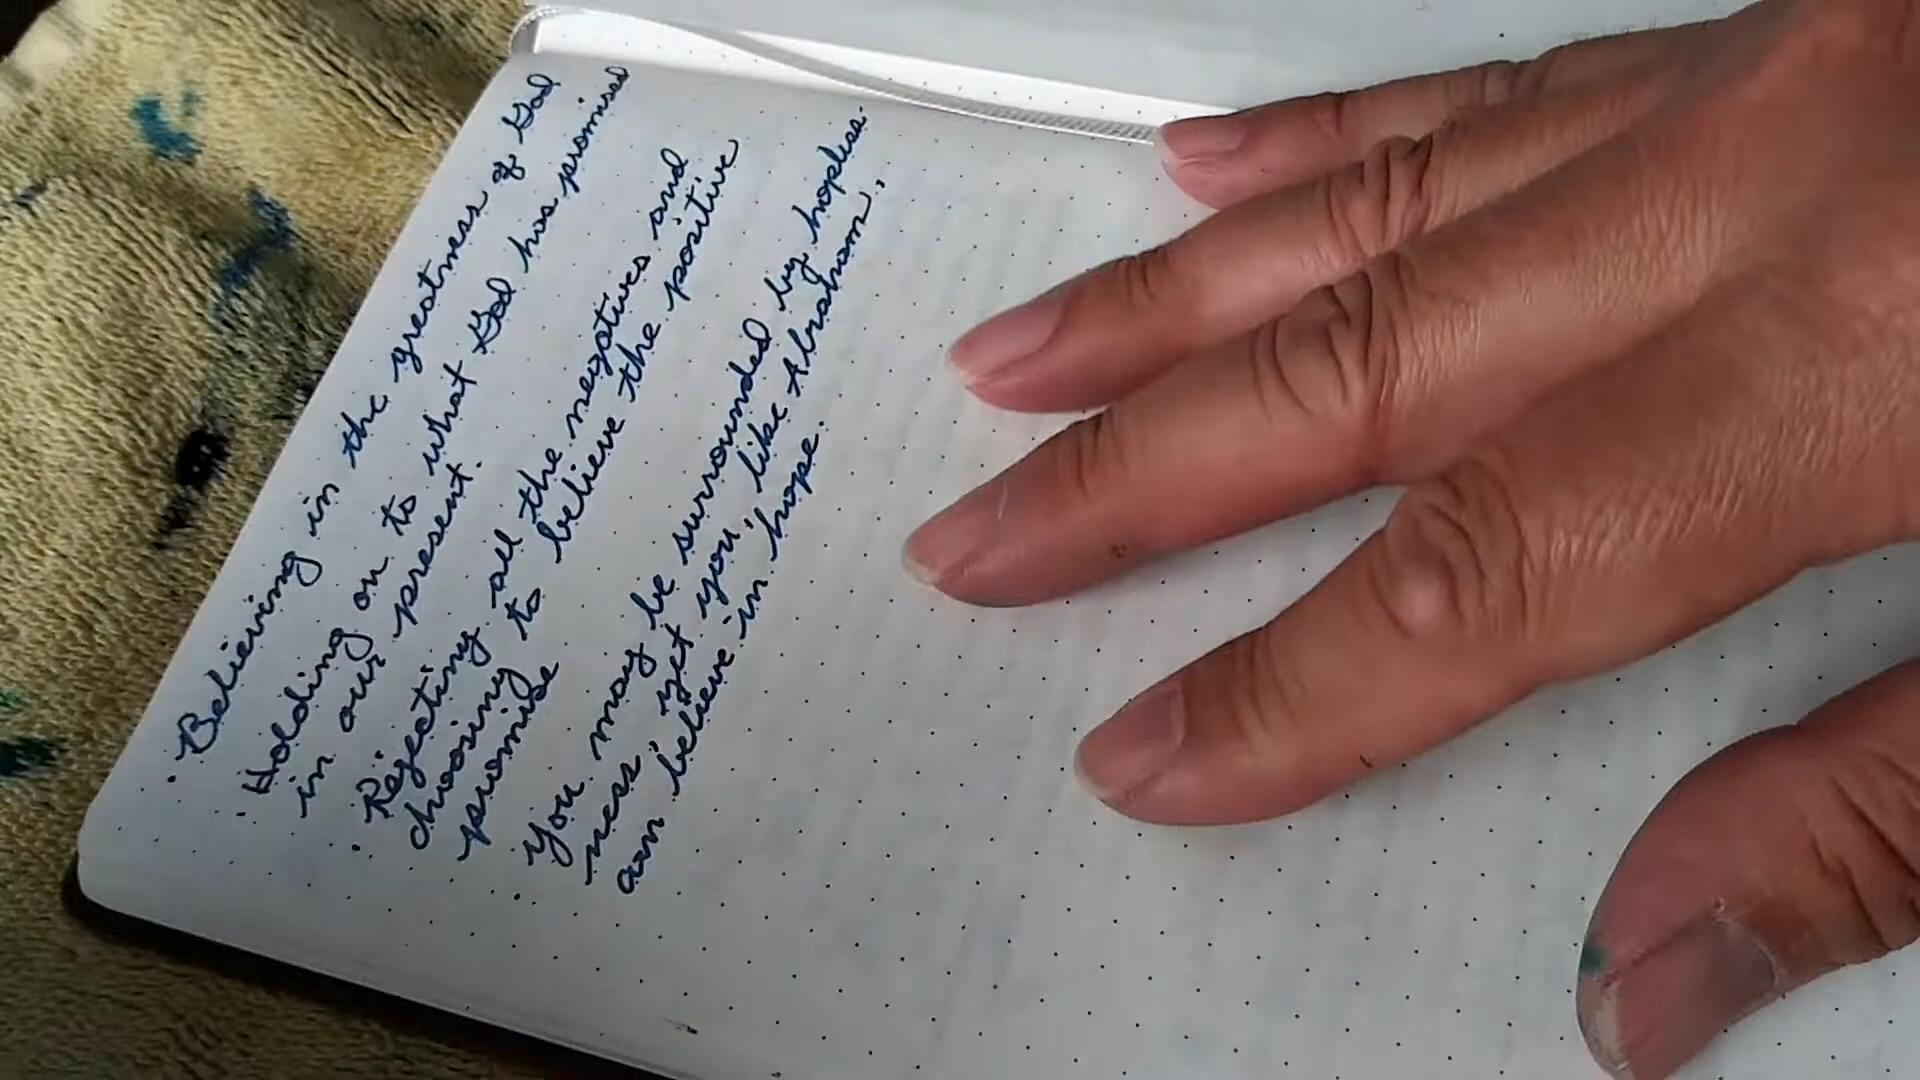 · Believing in the greatness of God
· Holding on to what God has promised
in our present.
· Rejecting all the negatives and
choosing to believe the positive
promise
· You may be surrounded by hopless-
ness, yet you, like Abraham,
can believe in hope.